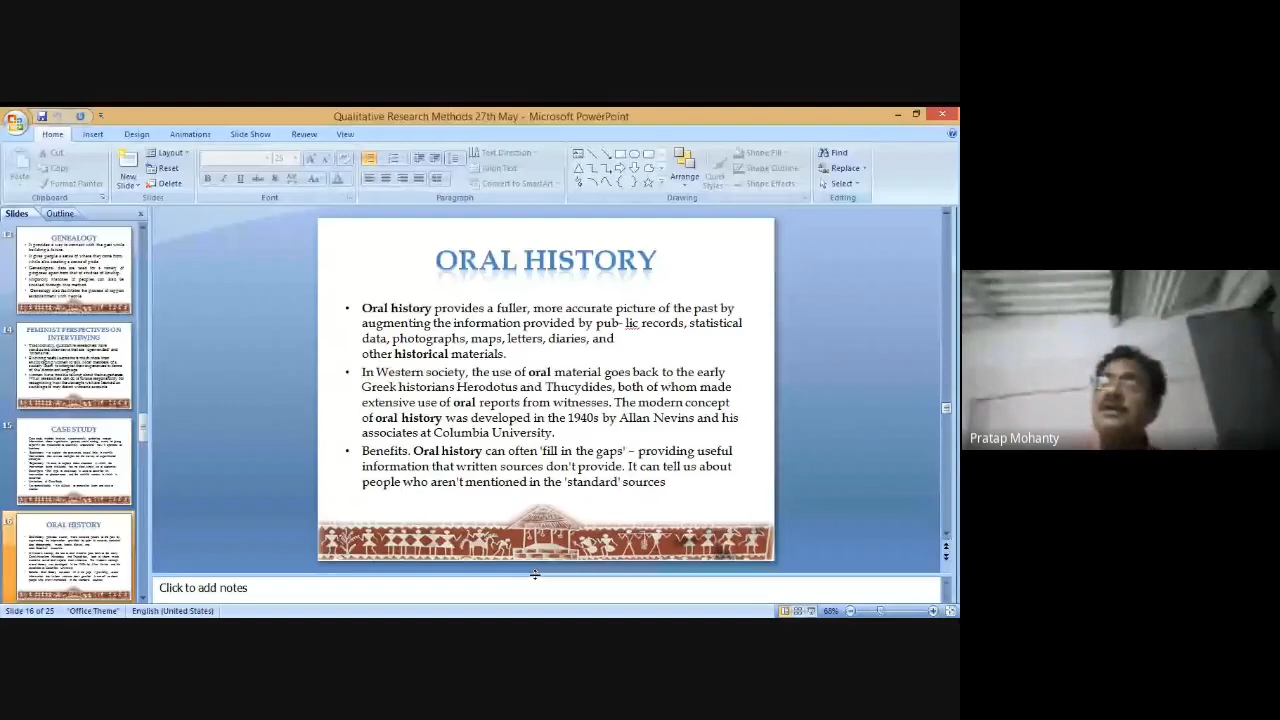 Qualitative Research Methods 27th May - Microsoft PowerPoint
Home Insert Design Animations Slide Show Review View
Paste Cut Copy Format Painter
Clipboard
New Slide Layout Reset Delete
Slides
25
B I U S Aa A
Font
Text Direction Align Text Convert to SmartArt
Paragraph
Arrange Quick Styles Shape Fill Shape Outline Shape Effects
Drawing
Find Replace Select
Editing
Slides Outline
13
GENEALOGY
14
FEMINIST PERSPECTIVES ON
INTERVIEWING
15
CASE STUDY
16
ORAL HISTORY
ORAL HISTORY
• Oral history provides a fuller, more accurate picture of the past by
augmenting the information provided by pub- lic records, statistical
data, photographs, maps, letters, diaries, and
other historical materials.
• In Western society, the use of oral material goes back to the early
Greek historians Herodotus and Thucydides, both of whom made
extensive use of oral reports from witnesses. The modern concept
of oral history was developed in the 1940s by Allan Nevins and his
associates at Columbia University.
• Benefits. Oral history can often 'fill in the gaps' – providing useful
information that written sources don't provide. It can tell us about
people who aren't mentioned in the 'standard' sources
Click to add notes
Slide 16 of 25 "Office Theme" English (United States) 68%
Pratap Mohanty